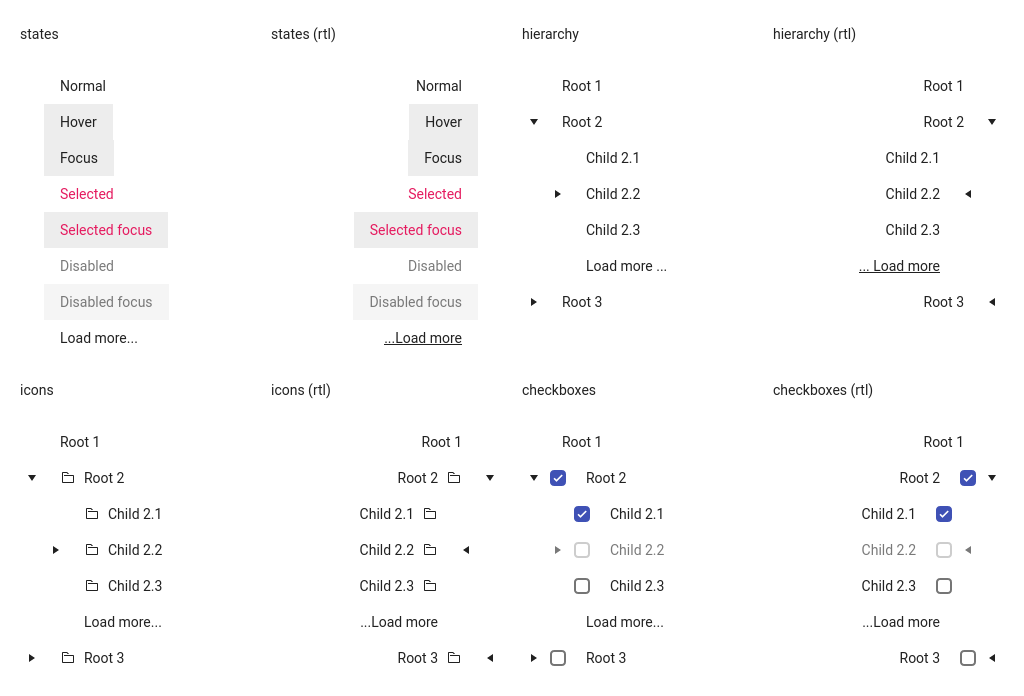 states
Normal
Hover
Focus
Selected
Selected focus
Disabled
Disabled focus
Load more...
states (rtl)
Normal
Hover
Focus
Selected
Selected focus
Disabled
Disabled focus
...Load more
hierarchy
Root 1
Root 2
Child 2.1
Child 2.2
Child 2.3
Load more ...
Root 3
hierarchy (rtl)
Root 1
Root 2
Child 2.1
Child 2.2
Child 2.3
... Load more
Root 3
icons
Root 1
Root 2
Child 2.1
Child 2.2
Child 2.3
Load more...
Root 3
icons (rtl)
Root 1
Root 2
Child 2.1
Child 2.2
Child 2.3
...Load more
Root 3
checkboxes
Root 1
Root 2
Child 2.1
Child 2.2
Child 2.3
Load more...
Root 3
checkboxes (rtl)
Root 1
Root 2
Child 2.1
Child 2.2
Child 2.3
...Load more
Root 3